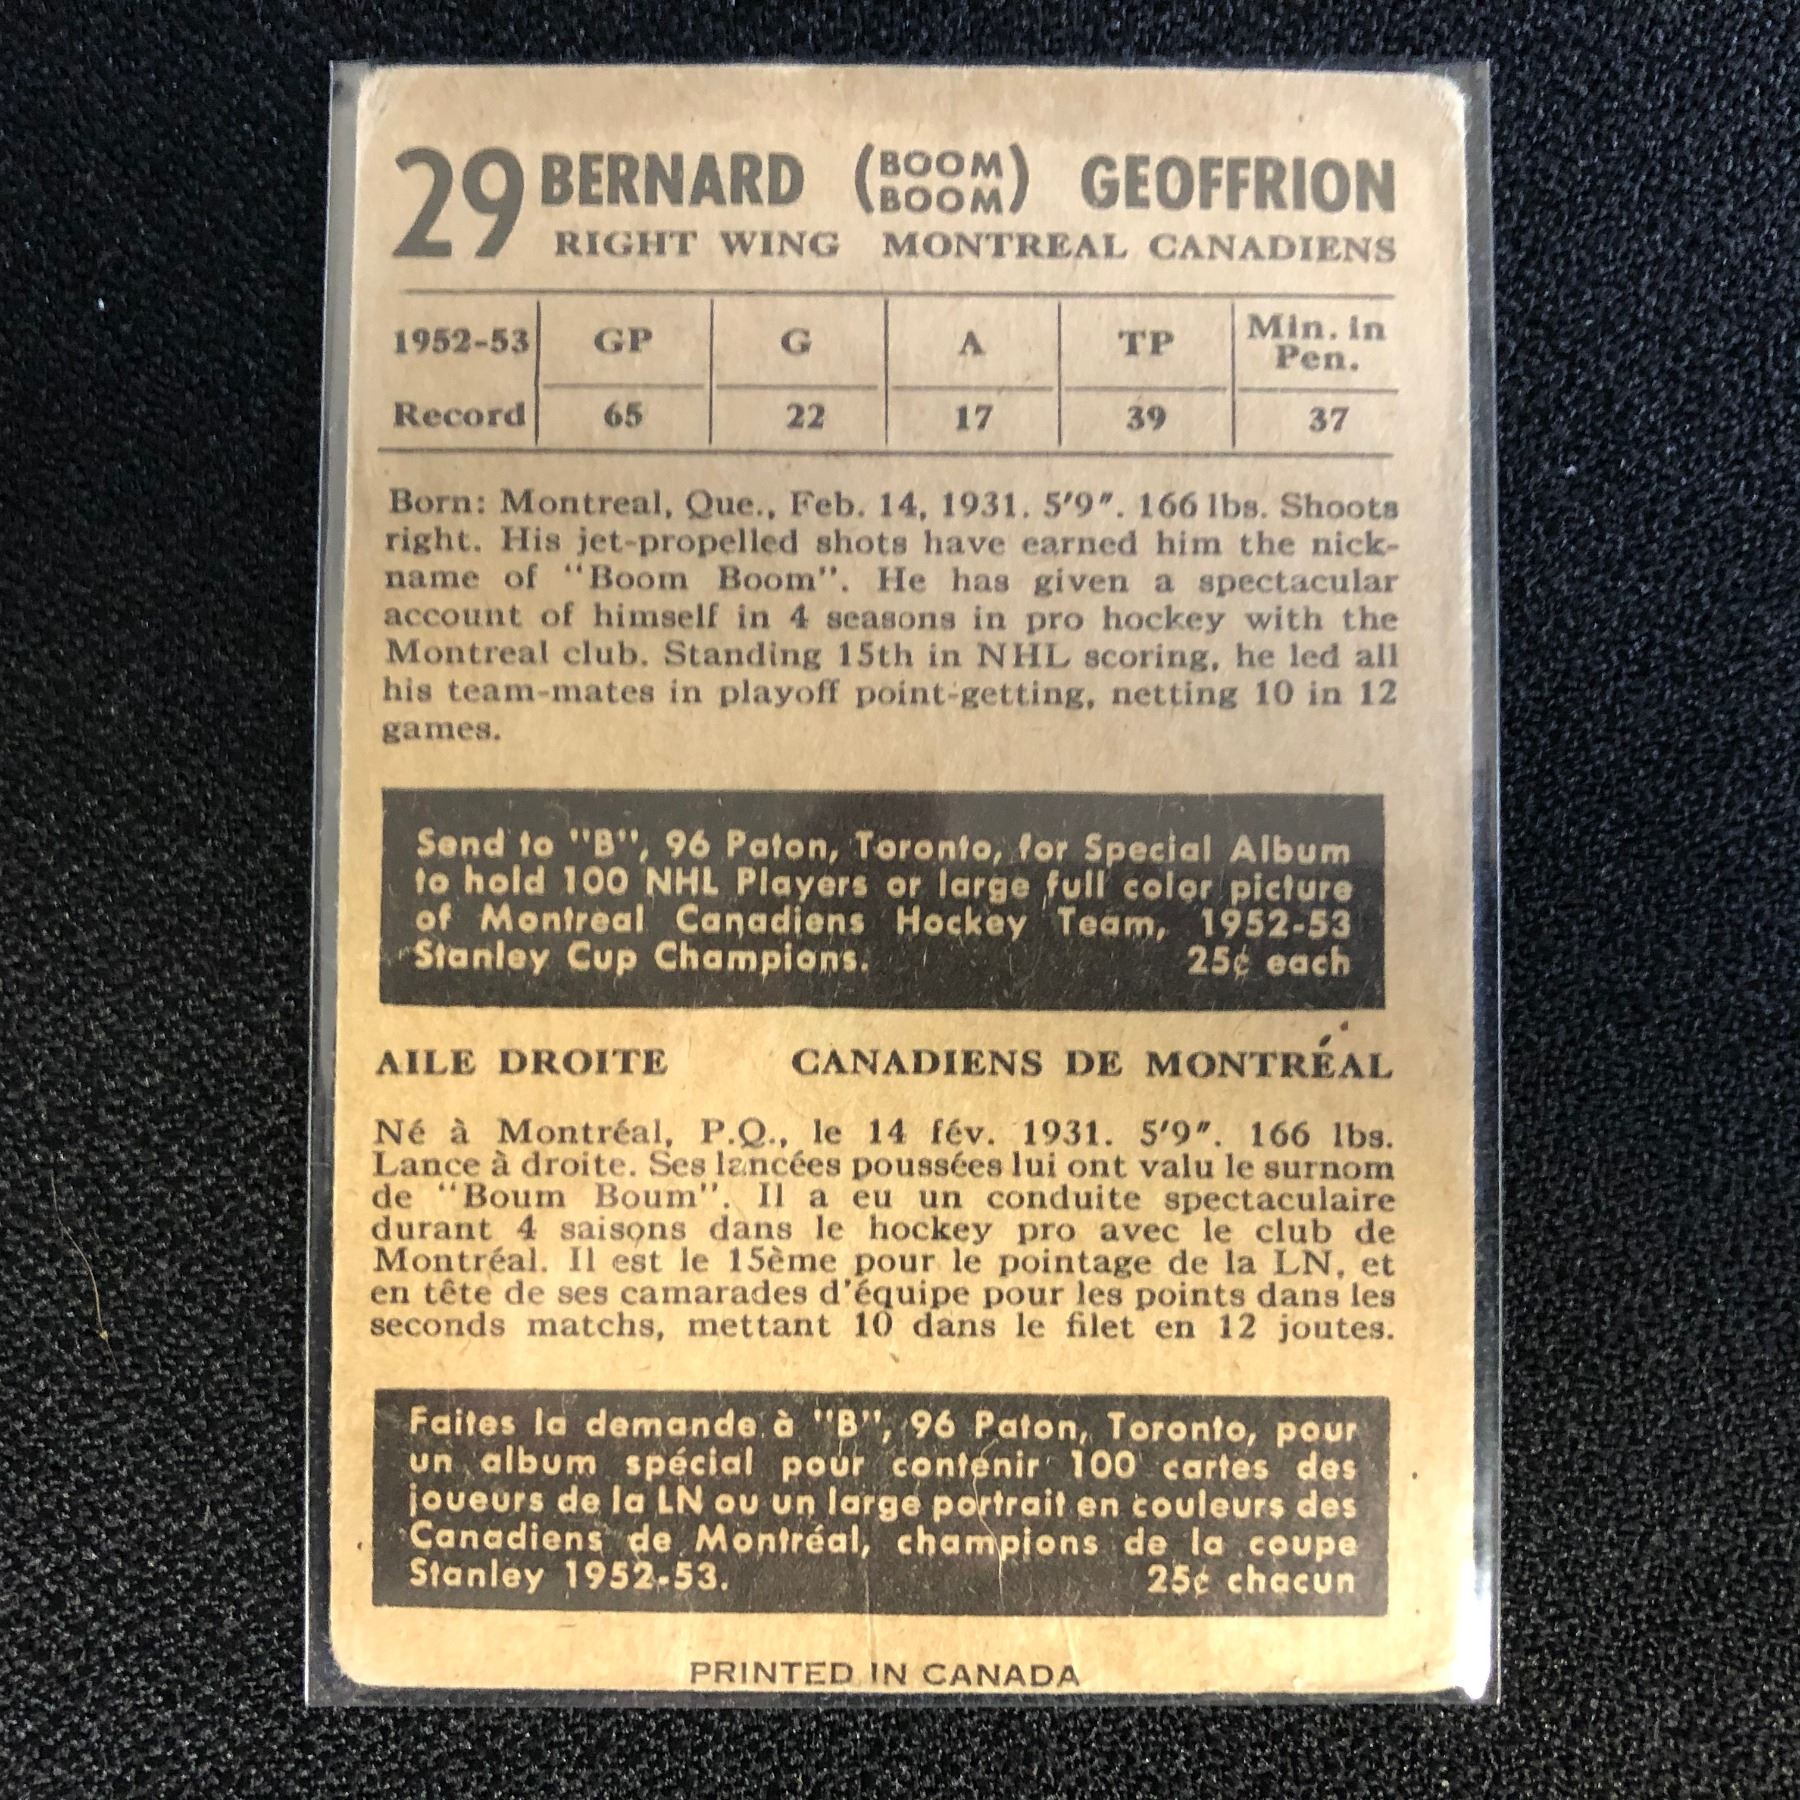 29 BERNARD (BOOM BOOM) GEOFFRION
RIGHT WING MONTREAL CANADIENS
1952-53 GP G A TP Min. in Pen.
Record 65 22 17 39 37
Born: Montreal, Que., Feb. 14, 1931. 5'9". 166 lbs. Shoots
right. His jet-propelled shots have earned him the nick-
name of "Boom Boom". He has given a spectacular
account of himself in 4 seasons in pro hockey with the
Montreal club. Standing 15th in NHL scoring, he led all
his team-mates in playoff point-getting, netting 10 in 12
games.
Send to "B", 96 Paton, Toronto, for Special Album
to hold 100 NHL Players or large full color picture
of Montreal Canadiens Hockey Team, 1952-53
Stanley Cup Champions. 25¢ each
AILE DROITE CANADIENS DE MONTRÉAL
Né à Montréal, P.Q., le 14 fév. 1931. 5'9". 166 lbs.
Lance à droite. Ses lancées poussées lui ont valu le surnom
de "Boum Boum". Il a eu un conduite spectaculaire
durant 4 saisons dans le hockey pro avec le club de
Montréal. Il est le 15ème pour le pointage de la LN, et
en tête de ses camarades d'équipe pour les points dans les
seconds matchs, mettant 10 dans le filet en 12 joutes.
Faites la demande à "B", 96 Paton, Toronto, pour
un album spécial pour contenir 100 cartes des
joueurs de la LN ou un large portrait en couleurs des
Canadiens de Montréal, champions de la coupe
Stanley 1952-53. 25¢ chacun
PRINTED IN CANADA